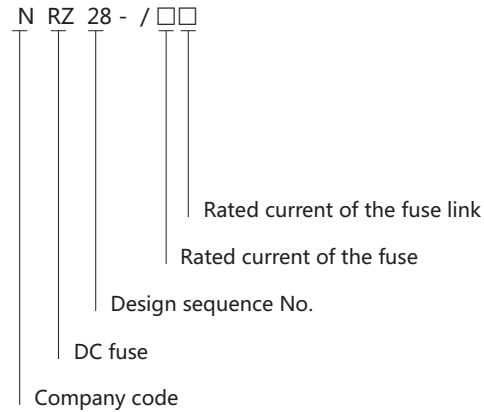 N RZ 28 - / □□
Rated current of the fuse link
Rated current of the fuse
Design sequence No.
DC fuse
Company code